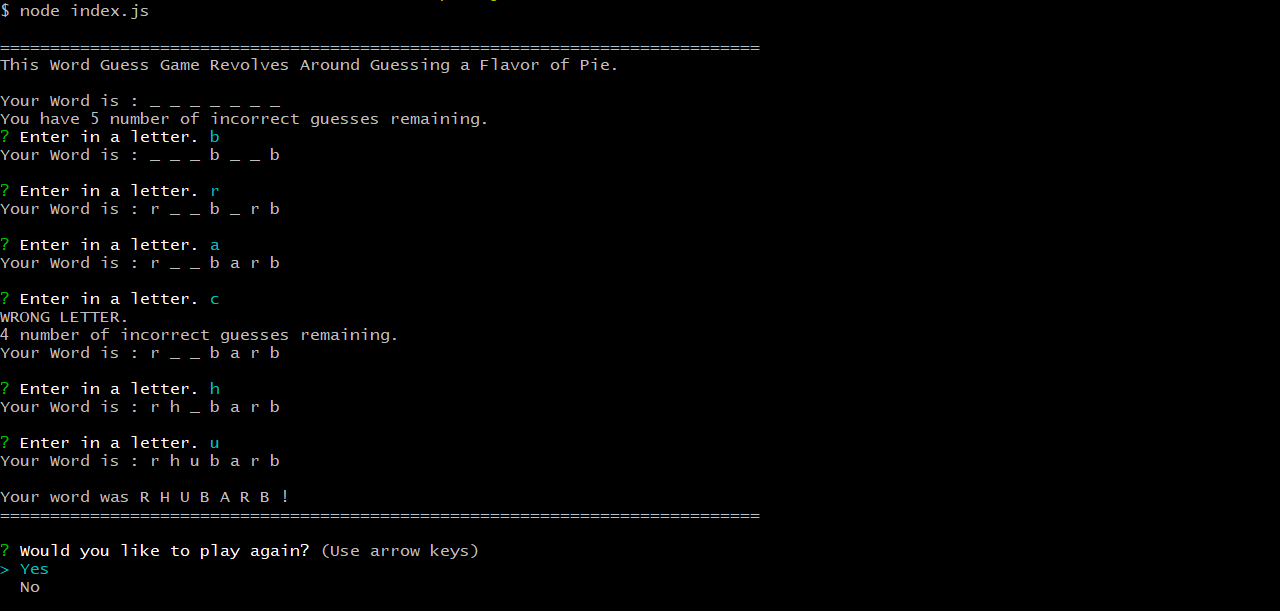 $ node index.js
============================================================================
This Word Guess Game Revolves Around Guessing a Flavor of Pie.
Your Word is : _ _ _ _ _ _ _
You have 5 number of incorrect guesses remaining.
? Enter in a letter. b
Your Word is : _ _ _ b _ _ b
? Enter in a letter. r
Your Word is : r _ _ b _ r b
? Enter in a letter. a
Your Word is : r _ _ b a r b
? Enter in a letter. c
WRONG LETTER.
4 number of incorrect guesses remaining.
Your Word is : r _ _ b a r b
? Enter in a letter. h
Your Word is : r h _ b a r b
? Enter in a letter. u
Your Word is : r h u b a r b
Your word was R H U B A R B !
============================================================================
? Would you like to play again? (Use arrow keys)
> Yes
No